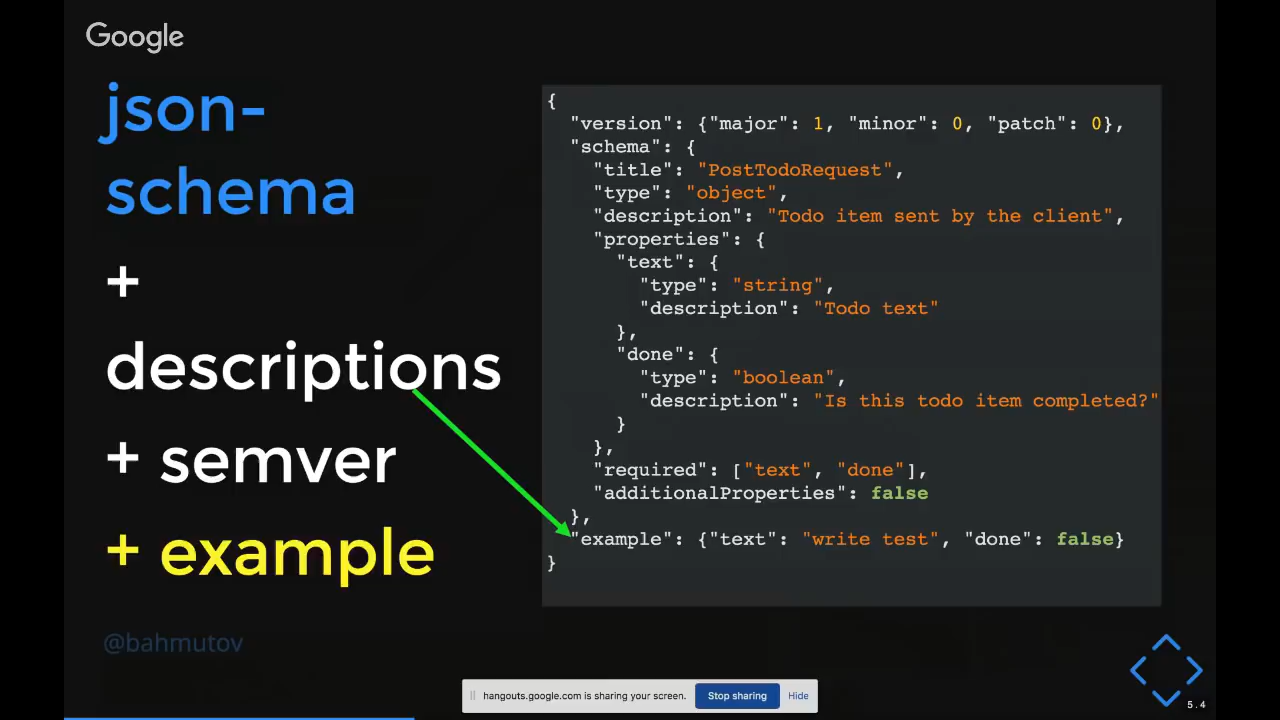 Google
json-
schema
+
descriptions
+ semver
+ example
@bahmutov
{
"version": {"major": 1, "minor": 0, "patch": 0},
"schema": {
"title": "PostTodoRequest",
"type": "object",
"description": "Todo item sent by the client",
"properties": {
"text": {
"type": "string",
"description": "Todo text"
},
"done": {
"type": "boolean",
"description": "Is this todo item completed?"
}
},
"required": ["text", "done"],
"additionalProperties": false
},
"example": {"text": "write test", "done": false}
}
hangouts.google.com is sharing your screen. Stop sharing Hide
5.4